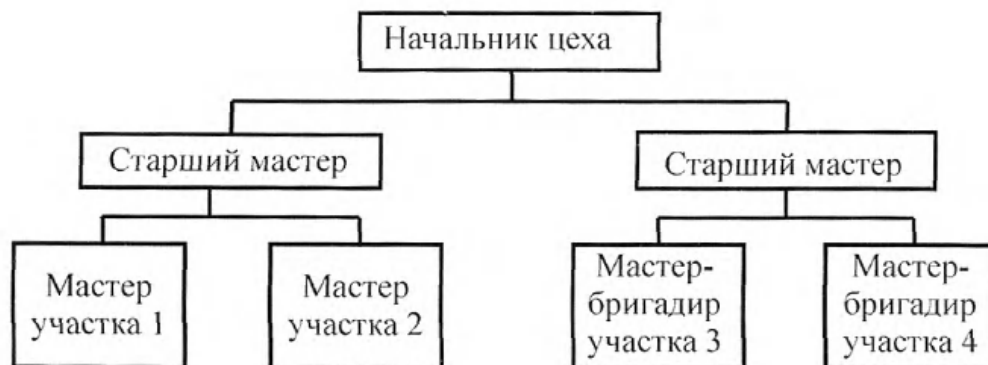 Начальник цеха
Старший мастер
Старший мастер
Мастер
участка 1
Мастер
участка 2
Мастер-
бригадир
участка 3
Мастер-
бригадир
участка 4